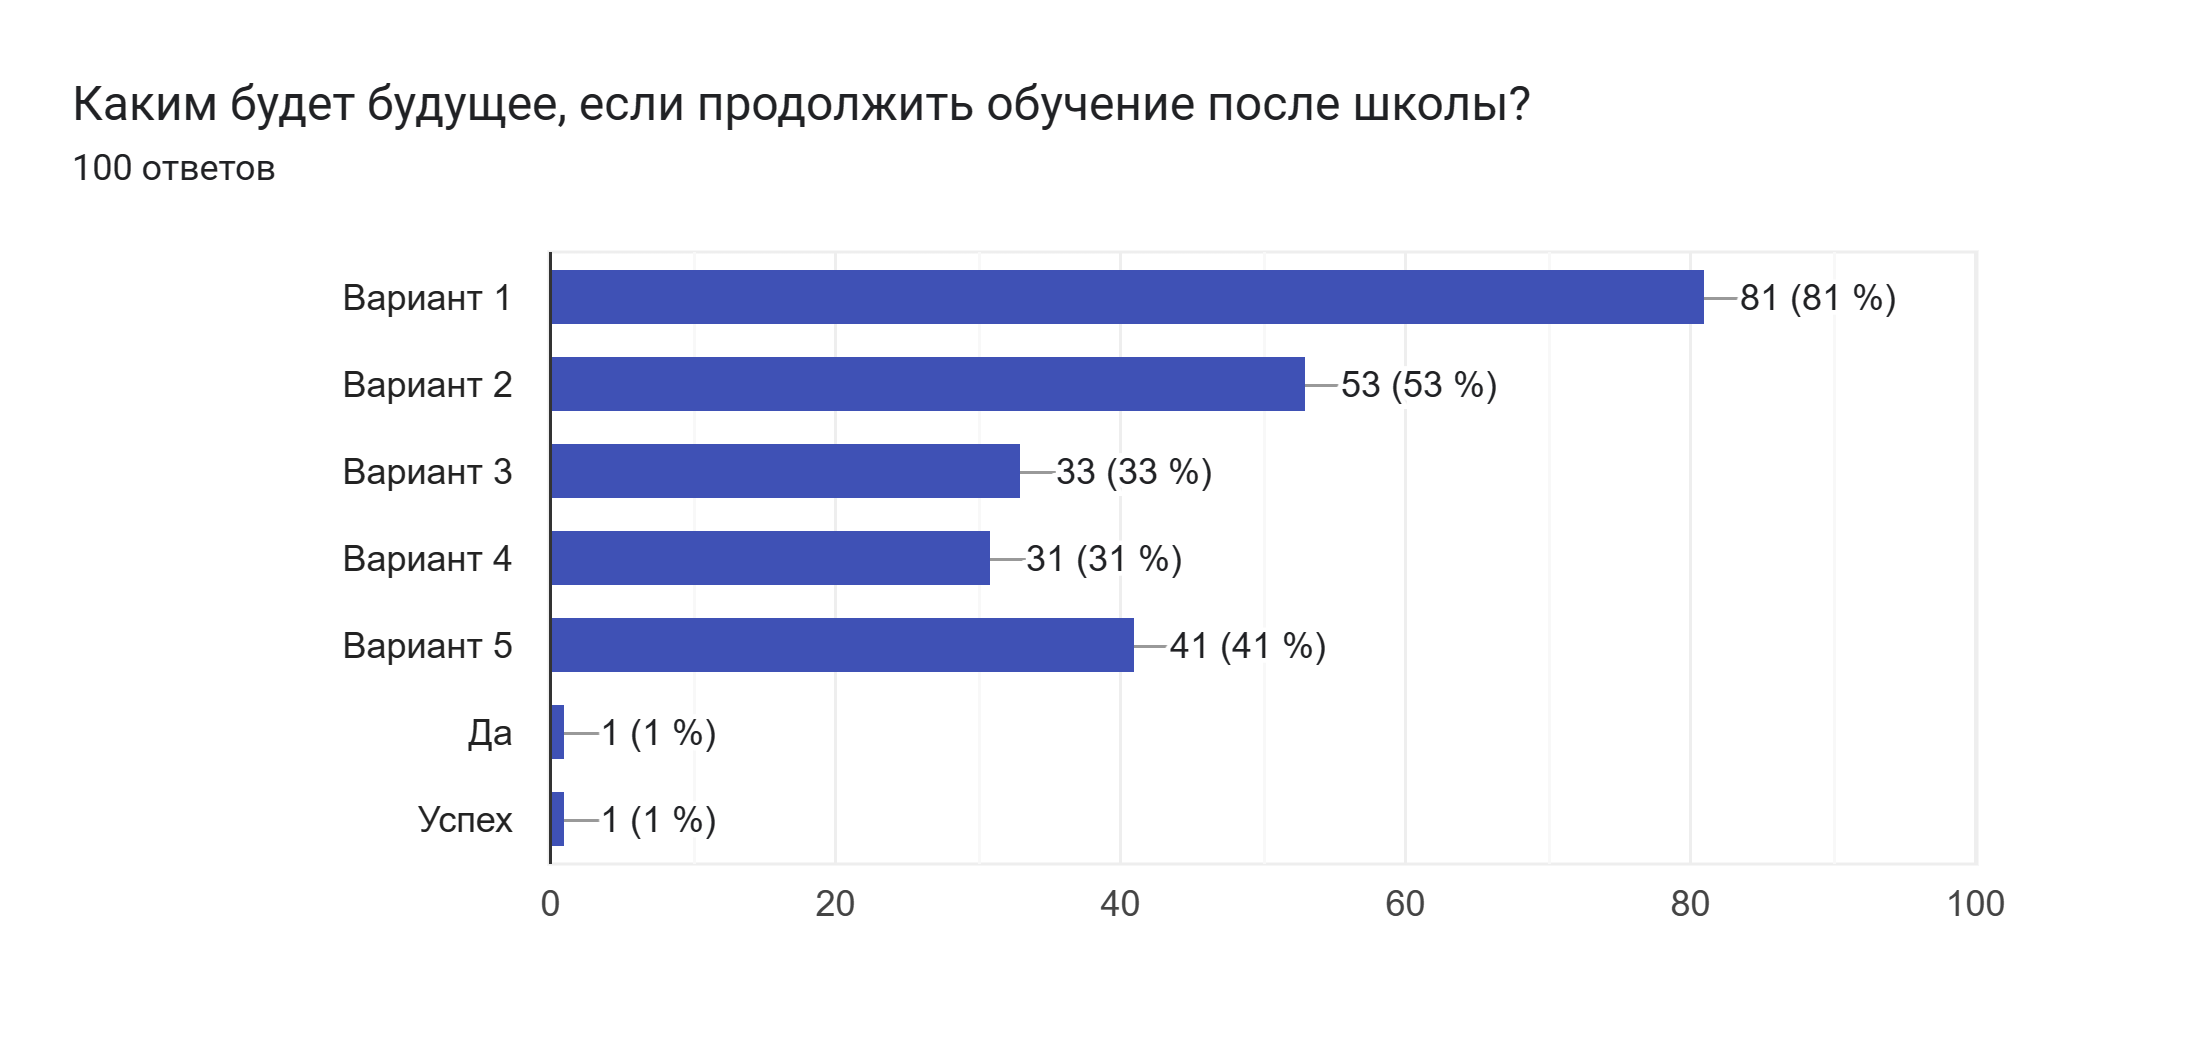 Каким будет будущее, если продолжить обучение после школы?
100 ответов
Вариант 1 81 (81 %)
Вариант 2 53 (53 %)
Вариант 3 33 (33 %)
Вариант 4 31 (31 %)
Вариант 5 41 (41 %)
Да 1 (1 %)
Успех 1 (1 %)
0 20 40 60 80 100